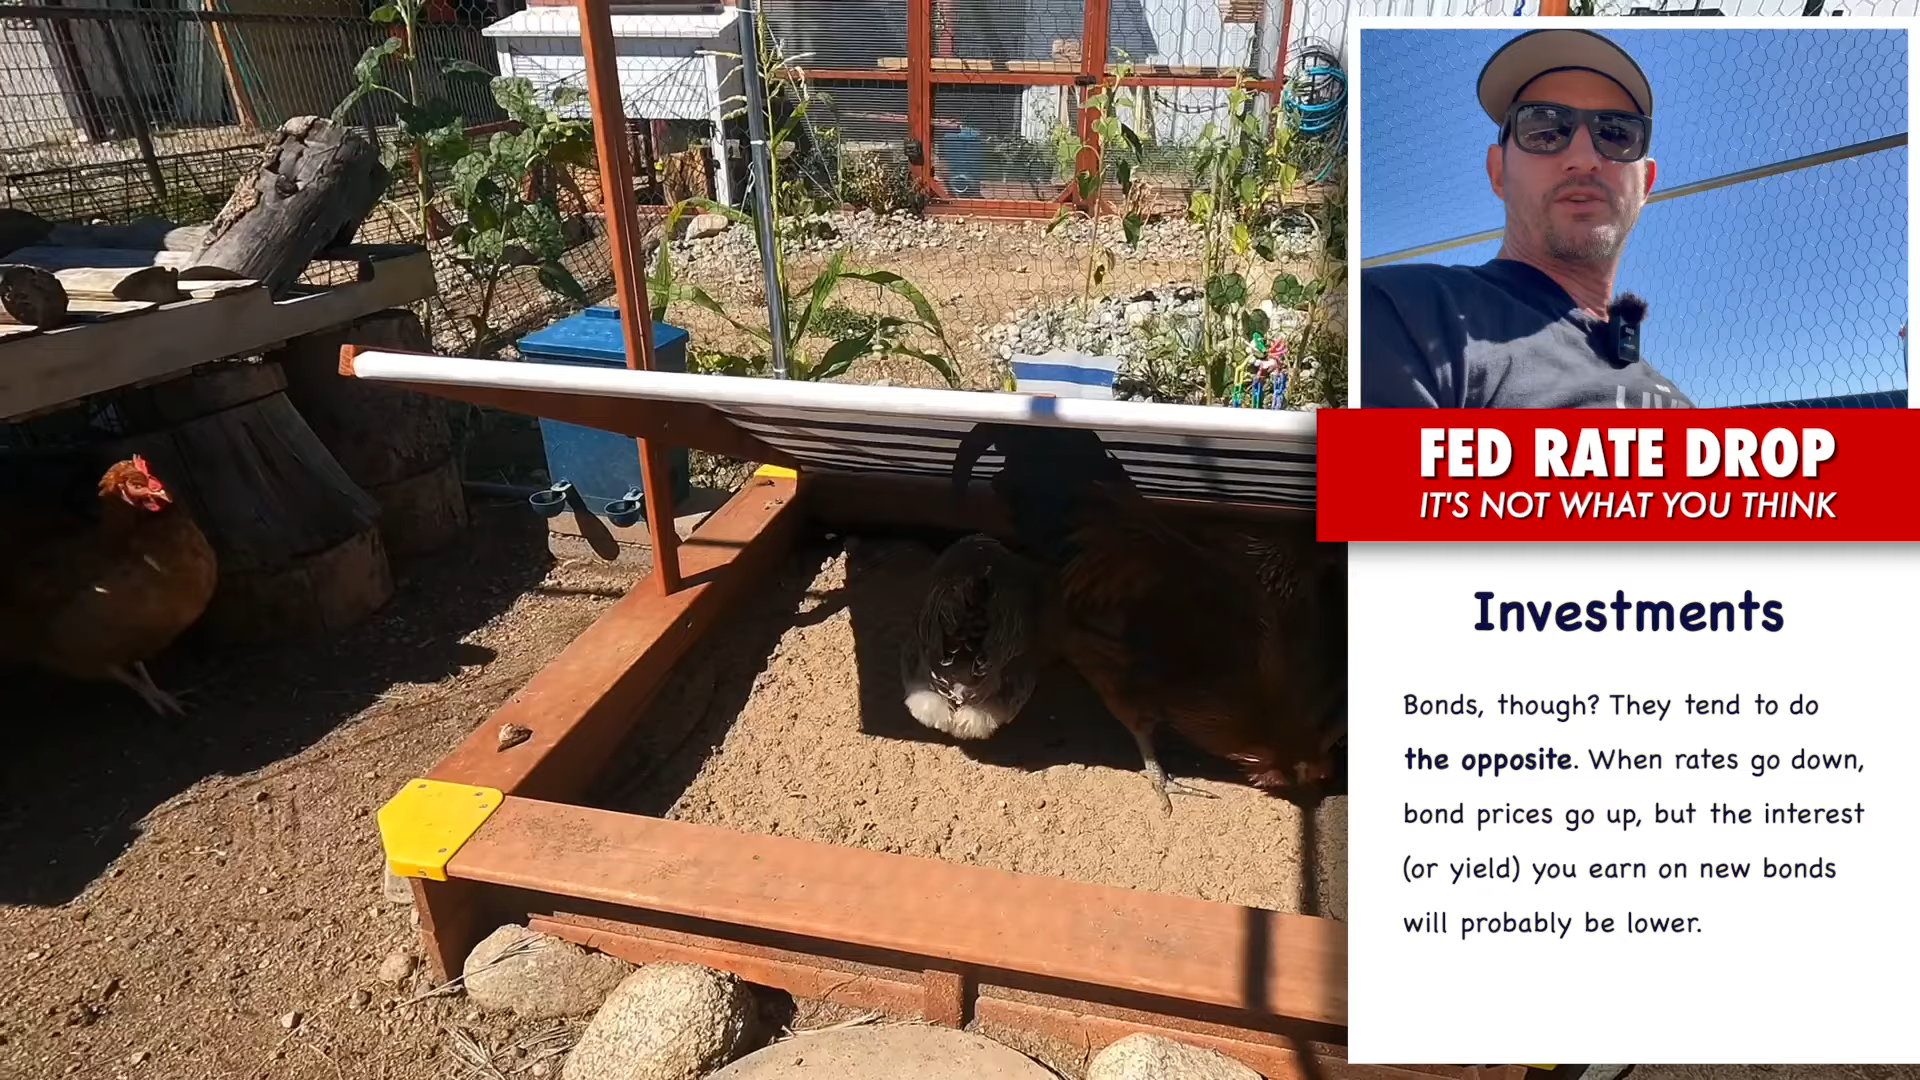 FED RATE DROP
IT'S NOT WHAT YOU THINK
Investments
Bonds, though? They tend to do
the opposite. When rates go down,
bond prices go up, but the interest
(or yield) you earn on new bonds
will probably be lower.